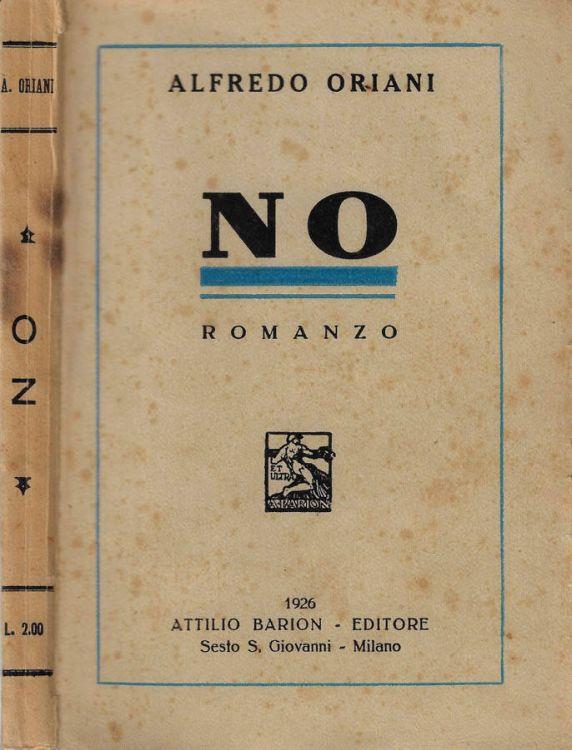 A. ORIANI
NO
L. 2.00
ALFREDO ORIANI
NO
ROMANZO
ET
ULTRA
A. BARION
1926
ATTILIO BARION - EDITORE
Sesto S. Giovanni - Milano